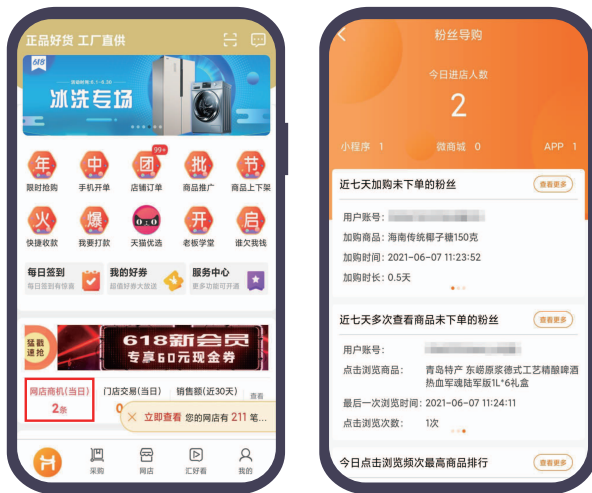 正品好货 工厂直供
618
冰洗专场
年
中
团
99+
批
节
限时抢购
手机开单
店铺订单
商品推广
商品上下架
火
爆
开
启
快捷收款
我要打款
天猫优选
老板学堂
谁欠我钱
每日签到
每日签到有惊喜
我的好券
超值好券大放送
服务中心
更多功能可开通
猛戳
速抢
618新会员
专享60元现金券
网店商机(当日)
2条
门店交易(当日)
销售额(近30天)
查看
× 立即查看 您的网店有 211 笔...
采购
网店
汇好看
我的
粉丝导购
今日进店人数
2
小程序 1
微商城 0
APP 1
近七天加购未下单的粉丝
查看更多
用户账号:
加购商品: 海南传统椰子糖150克
加购时间: 2021-06-07 11:23:52
加购时长: 0.5天
近七天多次查看商品未下单的粉丝
查看更多
用户账号:
点击浏览商品: 青岛特产 东崂原浆德式工艺精酿啤酒
热血军魂陆军版1L*6礼盒
最后一次浏览时间: 2021-06-07 11:24:11
点击浏览次数: 1次
今日点击浏览频次最高商品排行
查看更多